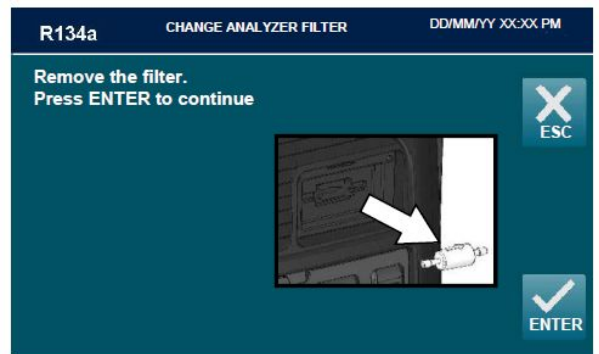 R134a CHANGE ANALYZER FILTER DD/MM/YY XX:XX PM
Remove the filter.
Press ENTER to continue
ESC
ENTER